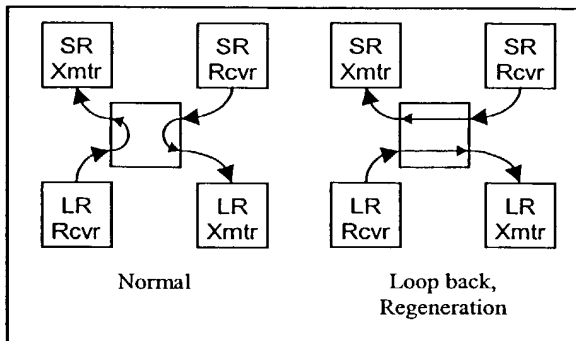 SR
Xmtr
SR
Rcvr
LR
Rcvr
LR
Xmtr
Normal
SR
Xmtr
SR
Rcvr
LR
Rcvr
LR
Xmtr
Loop back,
Regeneration